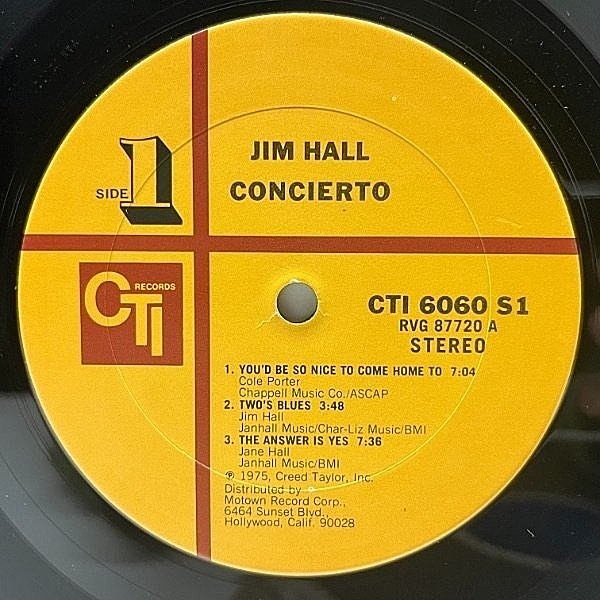 JIM HALL
SIDE 1
CONCIERTO
CTI RECORDS
CTI 6060 S1
RVG 87720 A
STEREO
1. YOU'D BE SO NICE TO COME HOME TO 7:04
Cole Porter
Chappell Music Co./ASCAP
2. TWO'S BLUES 3:48
Jim Hall
Janhall Music/Char-Liz Music/BMI
3. THE ANSWER IS YES 7:36
Jane Hall
Janhall Music/BMI
℗ 1975, Creed Taylor, Inc.
Distributed by
Motown Record Corp.,
6464 Sunset Blvd.,
Hollywood, Calif. 90028